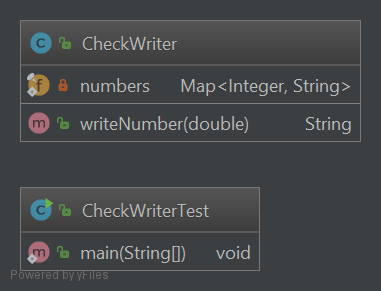 CheckWriter
numbers Map<Integer, String>
writeNumber(double) String
CheckWriterTest
main(String[]) void
Powered by yFiles